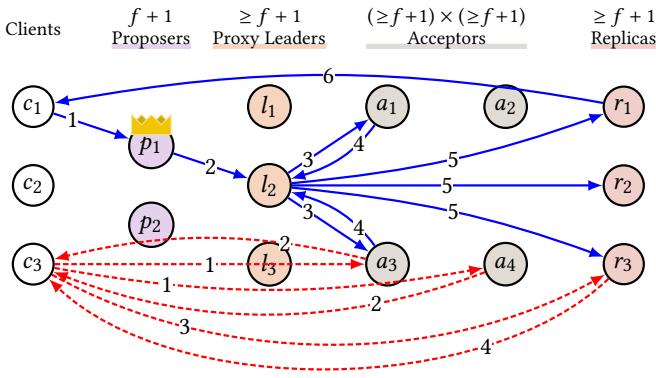 f + 1 ≥ f + 1 (≥f+1) × (≥f+1) ≥ f + 1
Clients Proposers Proxy Leaders Acceptors Replicas
6
c1 l1 a1 a2 r1
1
p1
3 4
2 5
c2 l2 5 r2
3 5
p2 4
2
c3 1 l3 a3 a4 r3
1
2
3
4